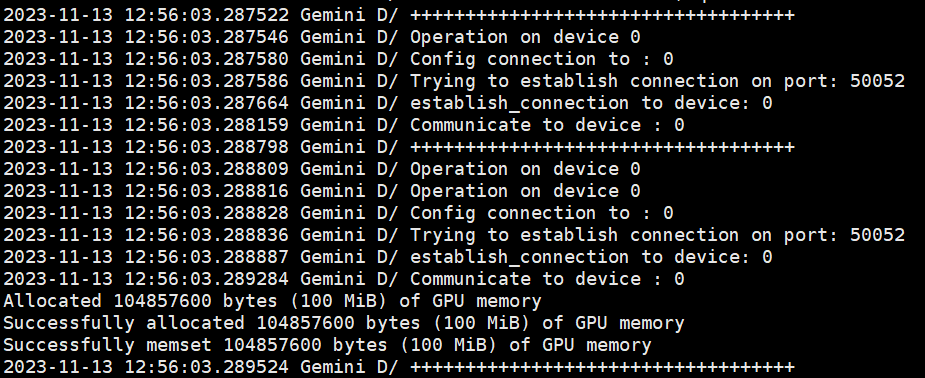 2023-11-13 12:56:03.287522 Gemini D/ +++++++++++++++++++++++++++++++++++
2023-11-13 12:56:03.287546 Gemini D/ Operation on device 0
2023-11-13 12:56:03.287580 Gemini D/ Config connection to : 0
2023-11-13 12:56:03.287586 Gemini D/ Trying to establish connection on port: 50052
2023-11-13 12:56:03.287664 Gemini D/ establish_connection to device: 0
2023-11-13 12:56:03.288159 Gemini D/ Communicate to device : 0
2023-11-13 12:56:03.288798 Gemini D/ +++++++++++++++++++++++++++++++++++
2023-11-13 12:56:03.288809 Gemini D/ Operation on device 0
2023-11-13 12:56:03.288816 Gemini D/ Operation on device 0
2023-11-13 12:56:03.288828 Gemini D/ Config connection to : 0
2023-11-13 12:56:03.288836 Gemini D/ Trying to establish connection on port: 50052
2023-11-13 12:56:03.288887 Gemini D/ establish_connection to device: 0
2023-11-13 12:56:03.289284 Gemini D/ Communicate to device : 0
Allocated 104857600 bytes (100 MiB) of GPU memory
Successfully allocated 104857600 bytes (100 MiB) of GPU memory
Successfully memset 104857600 bytes (100 MiB) of GPU memory
2023-11-13 12:56:03.289524 Gemini D/ +++++++++++++++++++++++++++++++++++